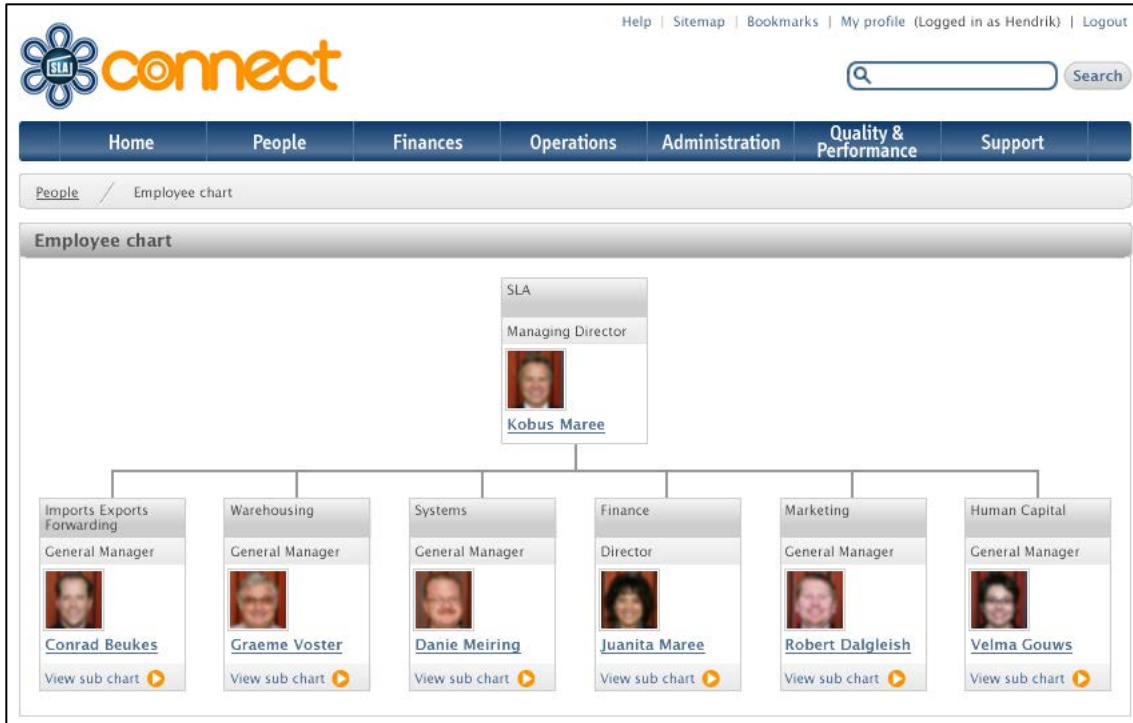 Help | Sitemap | Bookmarks | My profile (Logged in as Hendrik) | Logout
SLA connect
Search
Home People Finances Operations Administration Quality & Performance Support
People / Employee chart
Employee chart
SLA
Managing Director
Kobus Maree
Imports Exports Forwarding
General Manager
Conrad Beukes
View sub chart
Warehousing
General Manager
Graeme Voster
View sub chart
Systems
General Manager
Danie Meiring
View sub chart
Finance
Director
Juanita Maree
View sub chart
Marketing
General Manager
Robert Dalgleish
View sub chart
Human Capital
General Manager
Velma Gouws
View sub chart